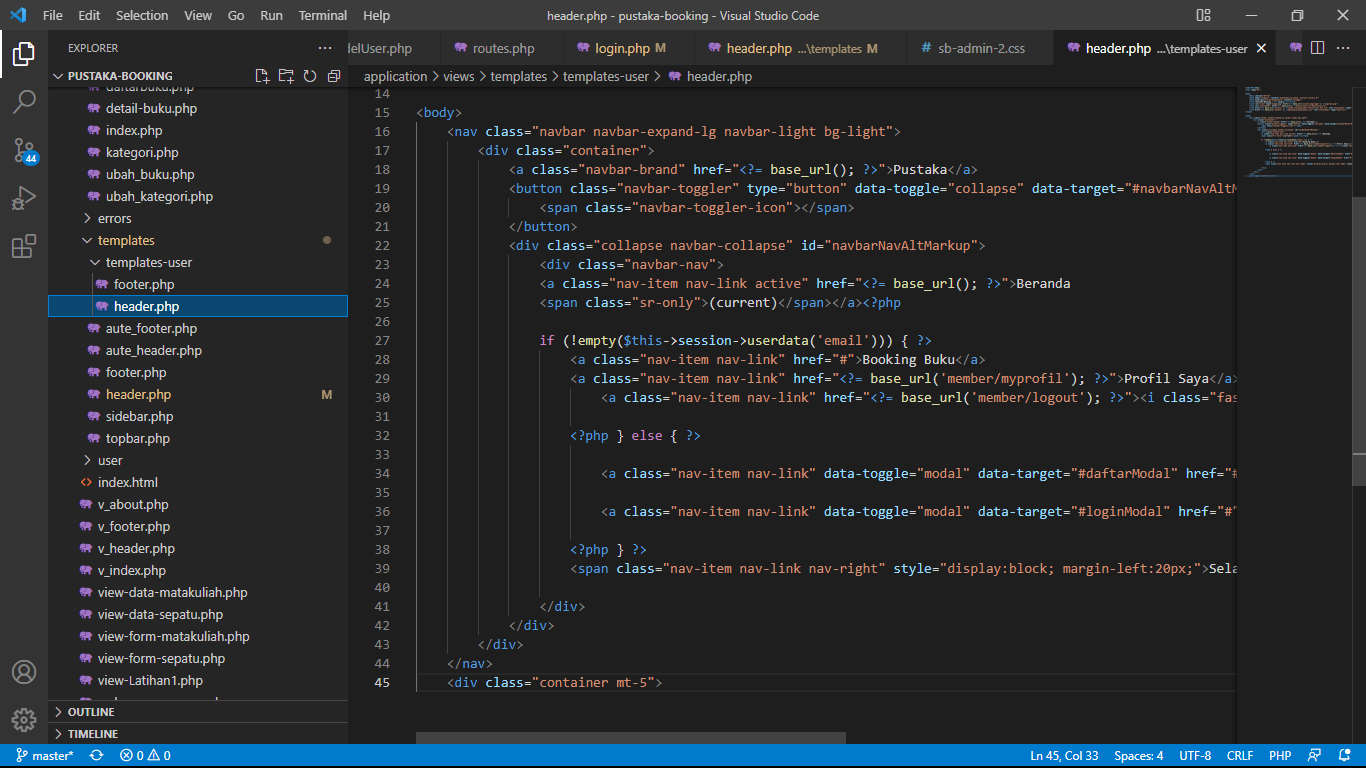 File Edit Selection View Go Run Terminal Help
header.php - pustaka-booking - Visual Studio Code
EXPLORER
delUser.php
routes.php
login.php M
header.php ...\templates M
sb-admin-2.css
header.php ...\templates-user
PUSTAKA-BOOKING
application > views > templates > templates-user > header.php
44
daftarbuku.php
detail-buku.php
index.php
kategori.php
ubah_buku.php
ubah_kategori.php
errors
templates
templates-user
footer.php
header.php
aute_footer.php
aute_header.php
footer.php
header.php M
sidebar.php
topbar.php
user
index.html
v_about.php
v_footer.php
v_header.php
v_index.php
view-data-matakuliah.php
view-data-sepatu.php
view-form-matakuliah.php
view-form-sepatu.php
view-Latihan1.php
OUTLINE
TIMELINE
14
15 <body>
16 <nav class="navbar navbar-expand-lg navbar-light bg-light">
17 <div class="container">
18 <a class="navbar-brand" href="<?= base_url(); ?>">Pustaka</a>
19 <button class="navbar-toggler" type="button" data-toggle="collapse" data-target="#navbarNavAltM
20 <span class="navbar-toggler-icon"></span>
21 </button>
22 <div class="collapse navbar-collapse" id="navbarNavAltMarkup">
23 <div class="navbar-nav">
24 <a class="nav-item nav-link active" href="<?= base_url(); ?>">Beranda
25 <span class="sr-only">(current)</span></a><?php
26
27 if (!empty($this->session->userdata('email'))) { ?>
28 <a class="nav-item nav-link" href="#">Booking Buku</a>
29 <a class="nav-item nav-link" href="<?= base_url('member/myprofil'); ?>">Profil Saya</a>
30 <a class="nav-item nav-link" href="<?= base_url('member/logout'); ?>"><i class="fas
31
32 <?php } else { ?>
33
34 <a class="nav-item nav-link" data-toggle="modal" data-target="#daftarModal" href="#
35
36 <a class="nav-item nav-link" data-toggle="modal" data-target="#loginModal" href="#"
37
38 <?php } ?>
39 <span class="nav-item nav-link nav-right" style="display:block; margin-left:20px;">Sela
40
41 </div>
42 </div>
43 </div>
44 </nav>
45 <div class="container mt-5">
master* 0 0
Ln 45, Col 33 Spaces: 4 UTF-8 CRLF PHP